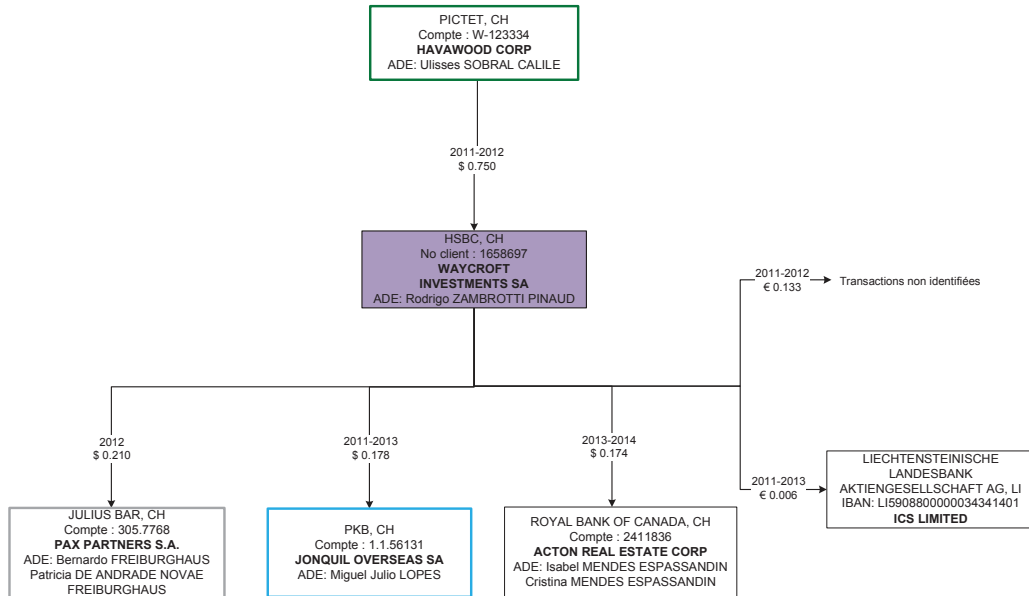 PICTET, CH
Compte : W-123334
HAVAWOOD CORP
ADE: Ulisses SOBRAL CALILE
2011-2012
$ 0.750
HSBC, CH
No client : 1658697
WAYCROFT
INVESTMENTS SA
ADE: Rodrigo ZAMBROTTI PINAUD
2011-2012
€ 0.133
Transactions non identifiées
2012
$ 0.210
2011-2013
$ 0.178
2013-2014
$ 0.174
2011-2013
€ 0.006
LIECHTENSTEINISCHE
LANDESBANK
AKTIENGESELLSCHAFT AG, LI
IBAN: LI5908800000034341401
ICS LIMITED
JULIUS BAR, CH
Compte : 305.7768
PAX PARTNERS S.A.
ADE: Bernardo FREIBURGHAUS
Patricia DE ANDRADE NOVAE
FREIBURGHAUS
PKB, CH
Compte : 1.1.56131
JONQUIL OVERSEAS SA
ADE: Miguel Julio LOPES
ROYAL BANK OF CANADA, CH
Compte : 2411836
ACTON REAL ESTATE CORP
ADE: Isabel MENDES ESPASSANDIN
Cristina MENDES ESPASSANDIN